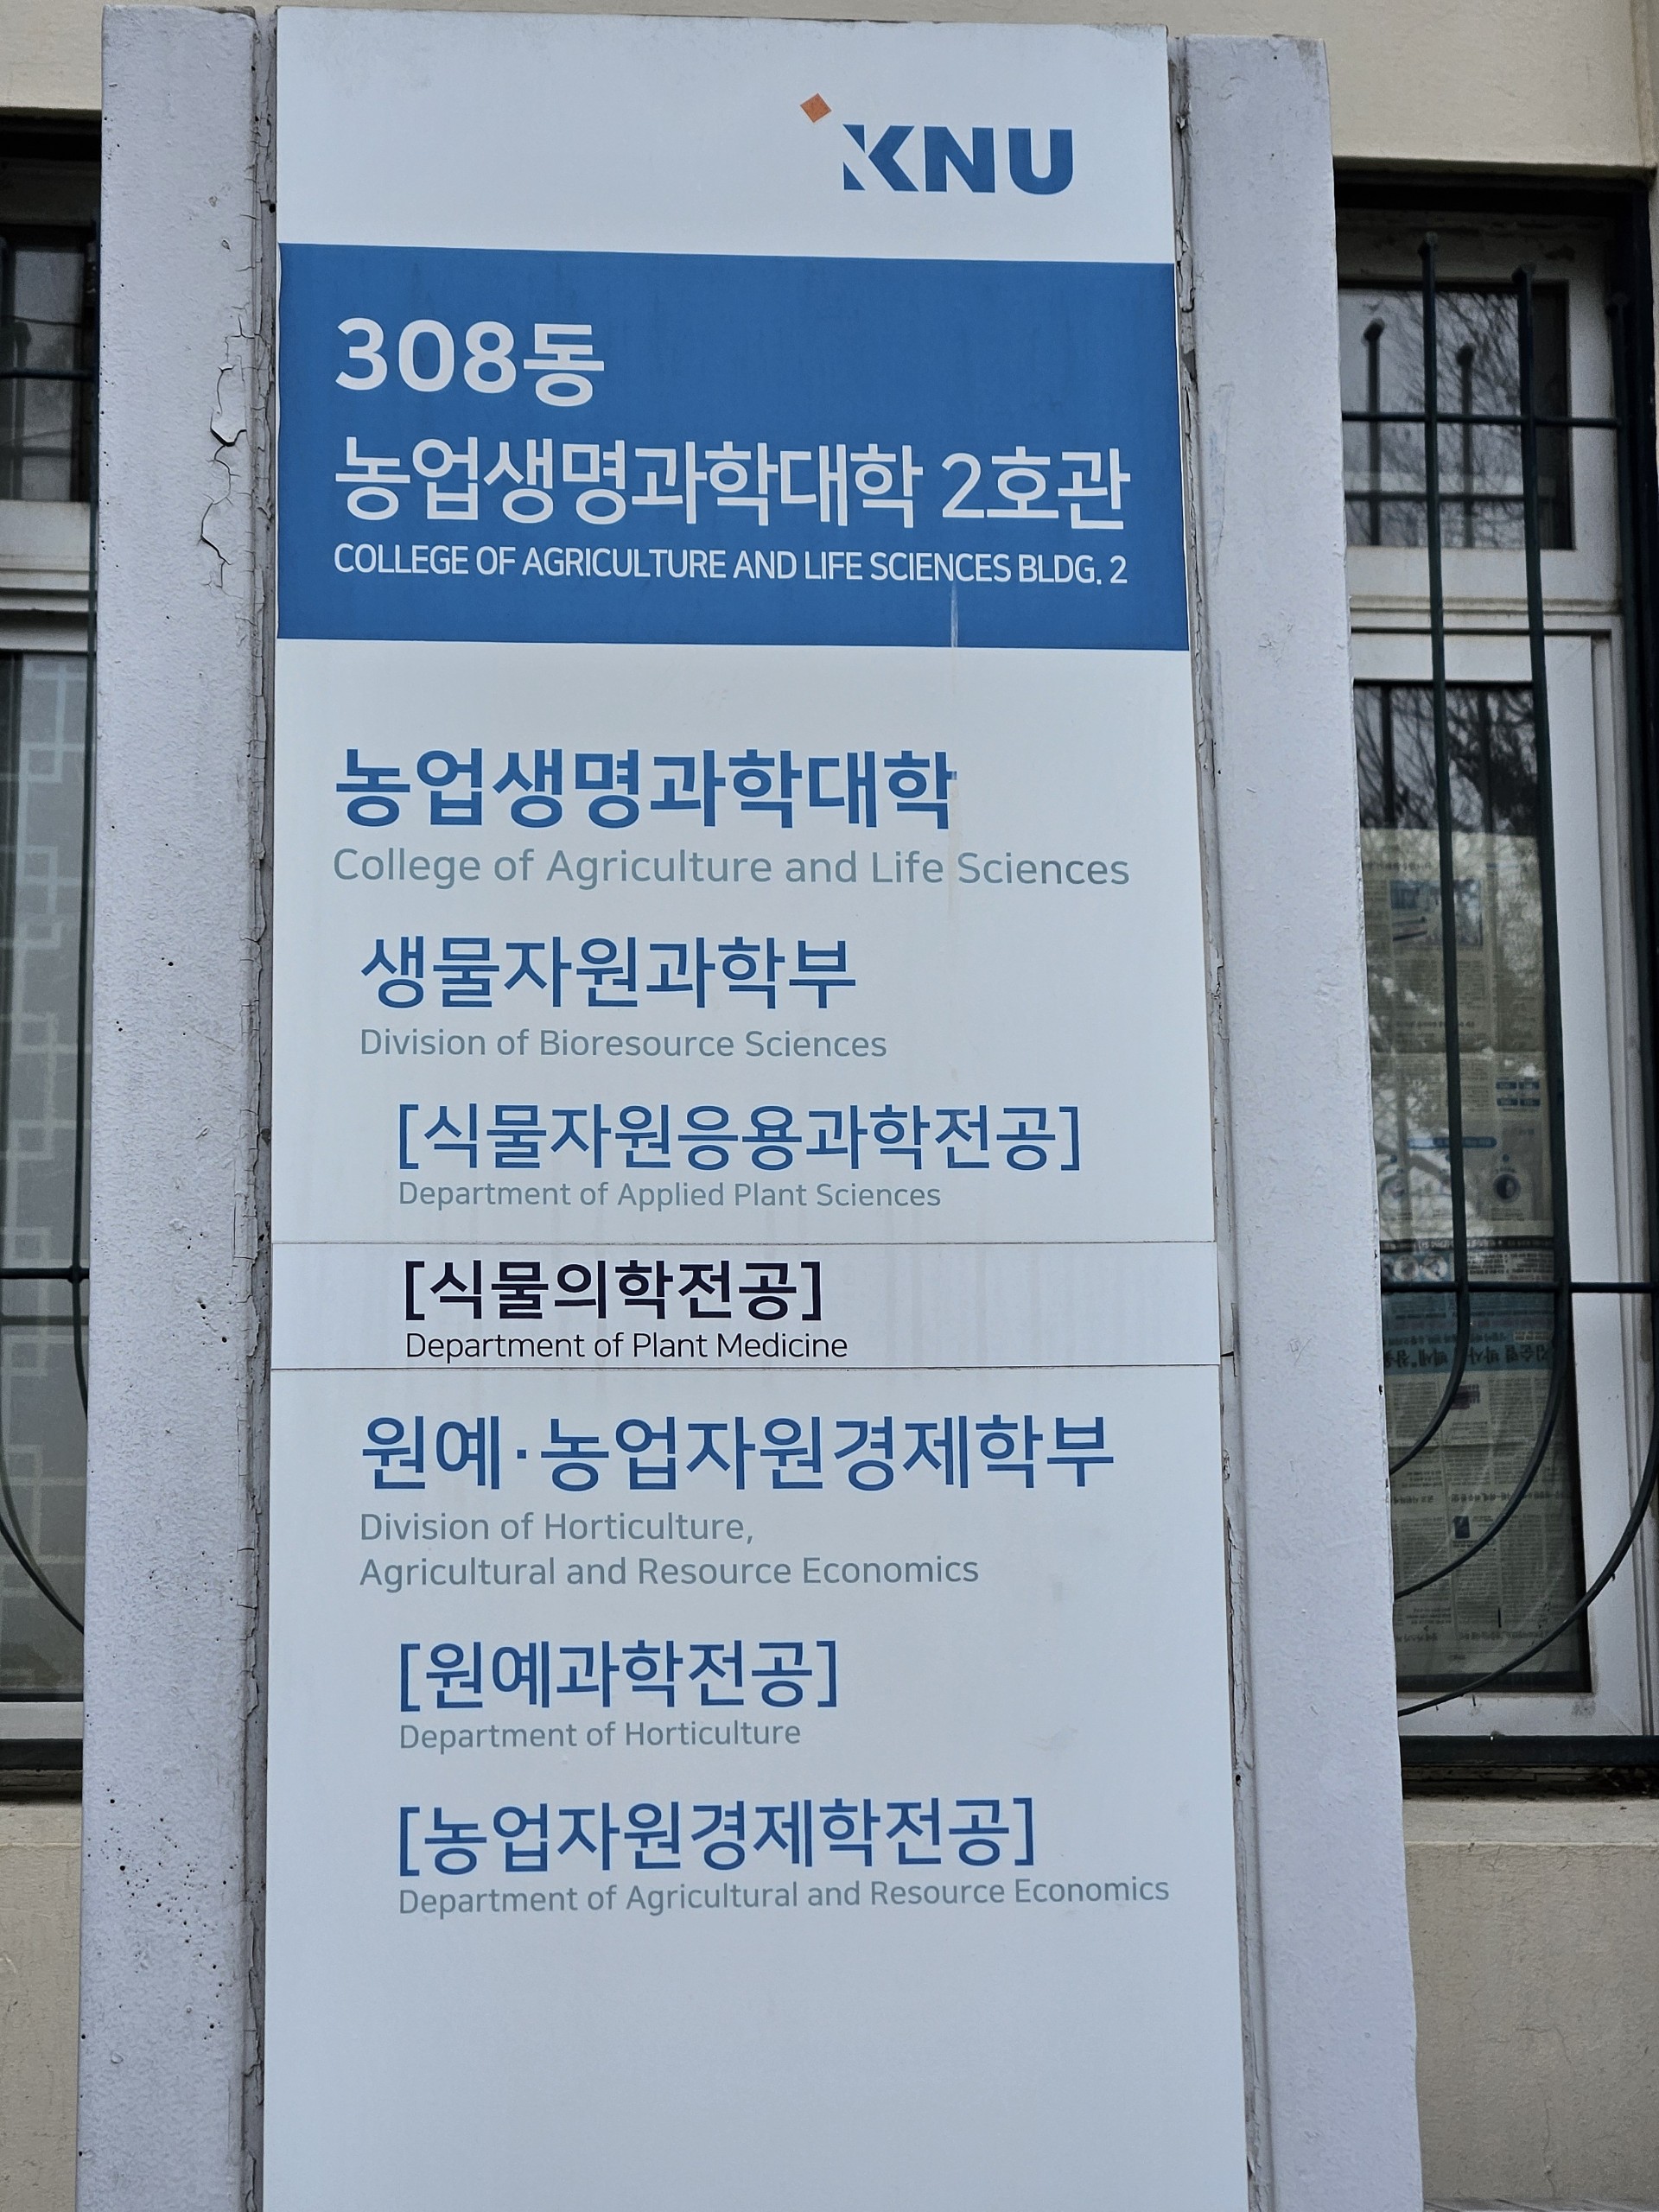 KNU
308동
농업생명과학대학 2호관
COLLEGE OF AGRICULTURE AND LIFE SCIENCES BLDG. 2
농업생명과학대학
College of Agriculture and Life Sciences
생물자원과학부
Division of Bioresource Sciences
[식물자원응용과학전공]
Department of Applied Plant Sciences
[식물의학전공]
Department of Plant Medicine
원예·농업자원경제학부
Division of Horticulture,
Agricultural and Resource Economics
[원예과학전공]
Department of Horticulture
[농업자원경제학전공]
Department of Agricultural and Resource Economics